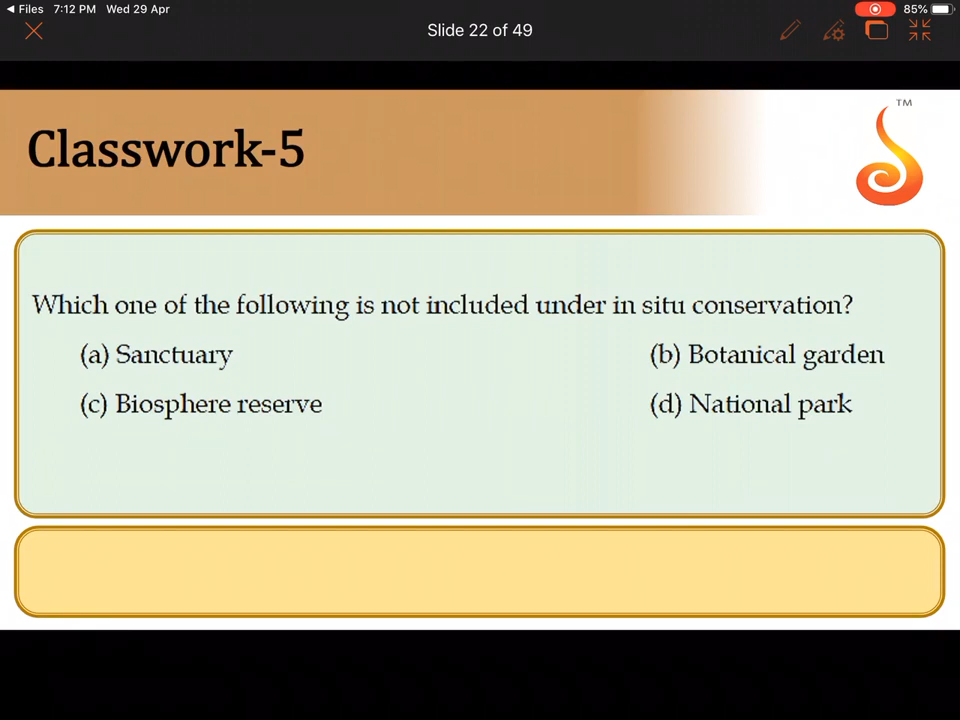 Files 7:12 PM Wed 29 Apr 85%
Slide 22 of 49
TM
Classwork-5
Which one of the following is not included under in situ conservation?
(a) Sanctuary (b) Botanical garden
(c) Biosphere reserve (d) National park